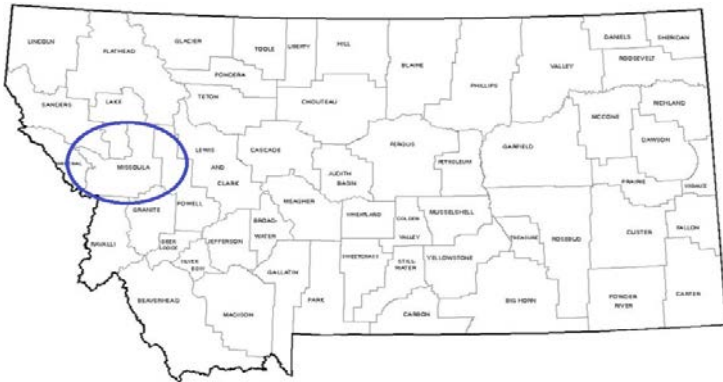 LINCOLN
FLATHEAD
GLACIER
TOOLE
LIBERTY
HILL
BLAINE
PHILLIPS
VALLEY
DANIELS
SHERIDAN
ROOSEVELT
PONDERA
SANDERS
LAKE
TETON
CHOUTEAU
RICHLAND
MCCONE
DAWSON
GARFIELD
FERGUS
PETROLEUM
CASCADE
JUDITH
BASIN
LEWIS
AND
CLARK
MISSOULA
PRAIRIE
POWELL
GRANITE
MEAGHER
WHEATLAND
GOLDEN
VALLEY
MUSSELSHELL
BROAD-
WATER
JEFFERSON
DEER
LODGE
RAVALLI
SILVER
BOW
TREASURE
ROSEBUD
CUSTER
FALLON
SWEETGRASS
STILL-
WATER
YELLOWSTONE
GALLATIN
PARK
BEAVERHEAD
MADISON
CARBON
BIG HORN
POWDER
RIVER
CARTER